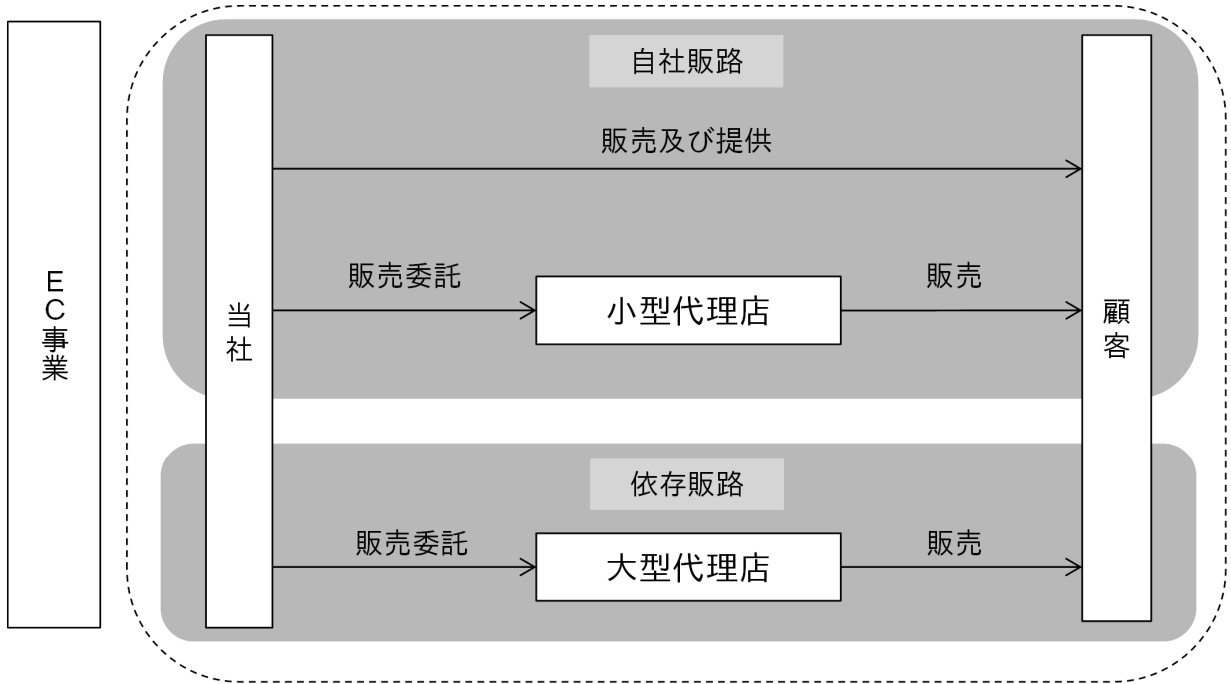 EC事業
当社
自社販路
販売及び提供
販売委託
小型代理店
販売
顧客
依存販路
販売委託
大型代理店
販売